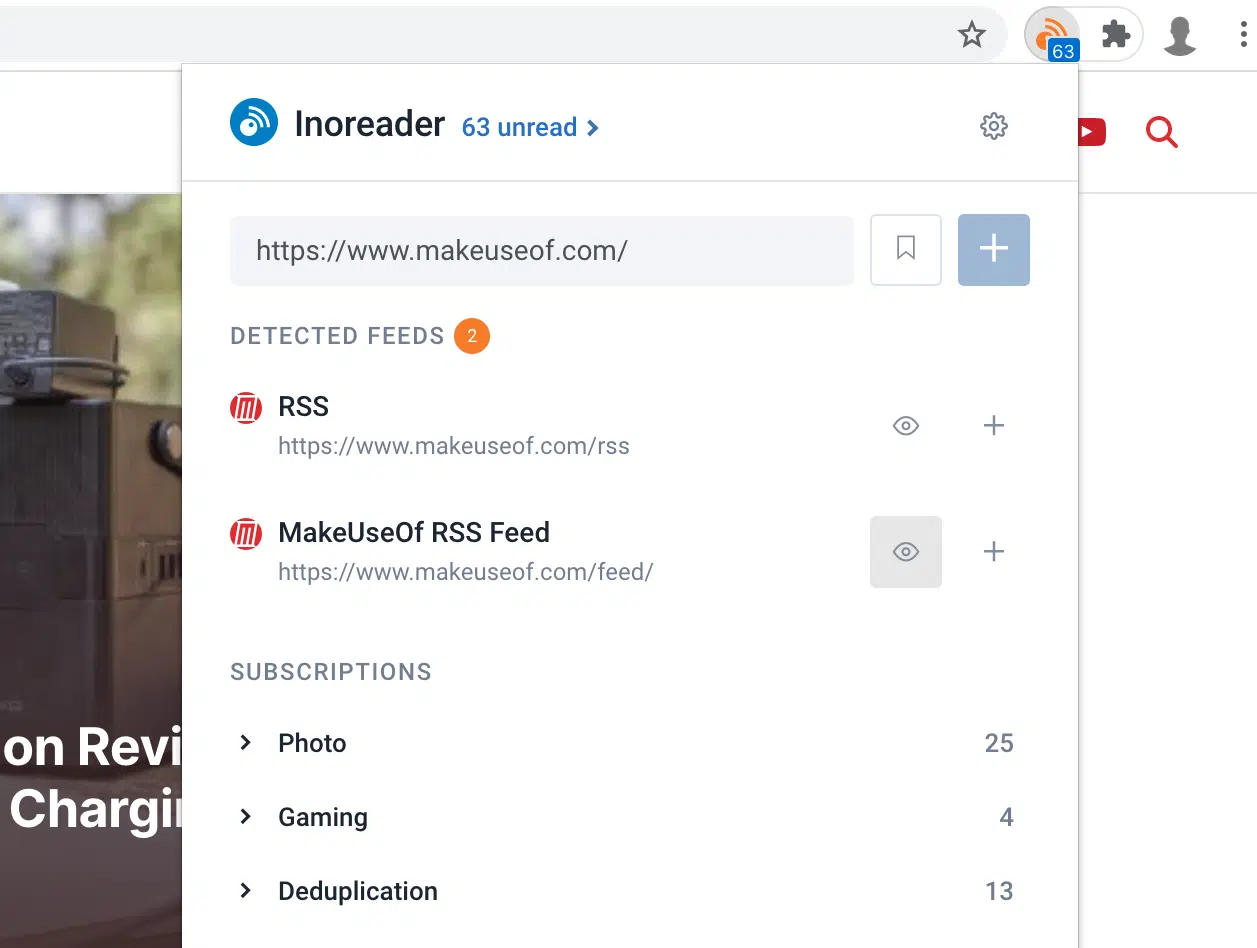 63
Inoreader 63 unread
https://www.makeuseof.com/
DETECTED FEEDS 2
RSS
https://www.makeuseof.com/rss
MakeUseOf RSS Feed
https://www.makeuseof.com/feed/
SUBSCRIPTIONS
on Revi
Photo 25
Chargi
Gaming 4
Deduplication 13